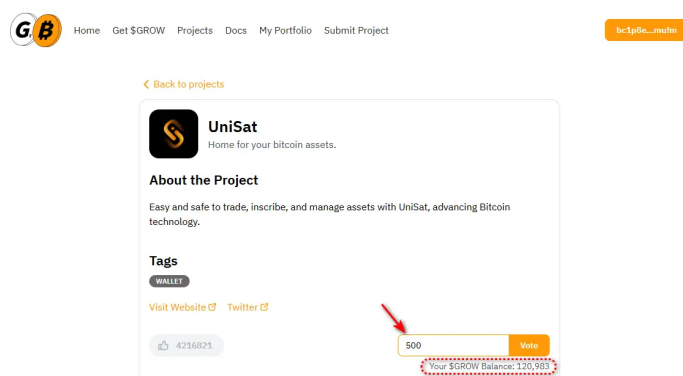 G.B Home Get $GROW Projects Docs My Portfolio Submit Project bc1p8e...mufm
Back to projects
UniSat
Home for your bitcoin assets.
About the Project
Easy and safe to trade, inscribe, and manage assets with UniSat, advancing Bitcoin
technology.
Tags
WALLET
Visit Website Twitter
4216821 500 Vote
Your $GROW Balance: 120,983